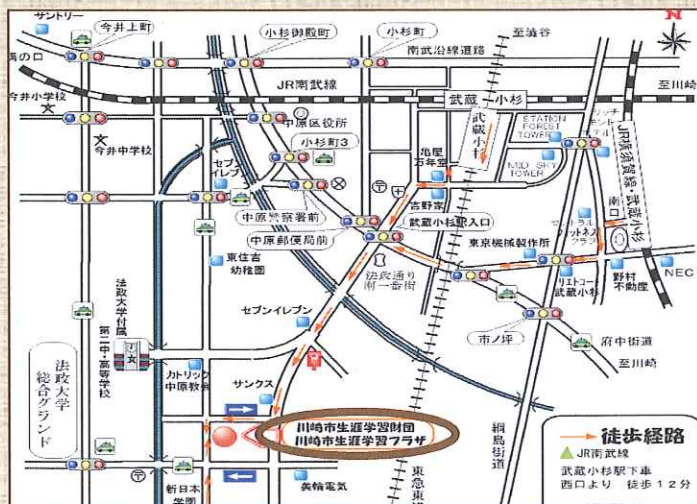 サントリー
今井上町
小杉御殿町
小杉町
南武沿線道路
至渋谷
N
JR南武線
武蔵小杉
至川崎
今井小学校
今井中学校
中原区役所
小杉町3
セブン
イレブン
亀屋
万年堂
武蔵小杉
STATION
FOREST
TOWER
MID SKY
TOWER
JR横須賀線・武蔵小杉
南口
吉野家
中原警察署前
中原郵便局前
武蔵小杉駅入口
東京機械製作所
法政通り
南一番街
リエトコート
武蔵小杉
野村
不動産
NEC
東住吉
幼稚園
セブンイレブン
市ノ坪
府中街道
至川崎
法政大学付属
第二中・高等学校
法政大学
総合グランド
カトリック
中原教会
サンクス
川崎市生涯学習財団
川崎市生涯学習プラザ
綱島街道
新日本
学園
美輪電気
徒歩経路
JR南武線
武蔵小杉駅下車
西口より 徒歩12分